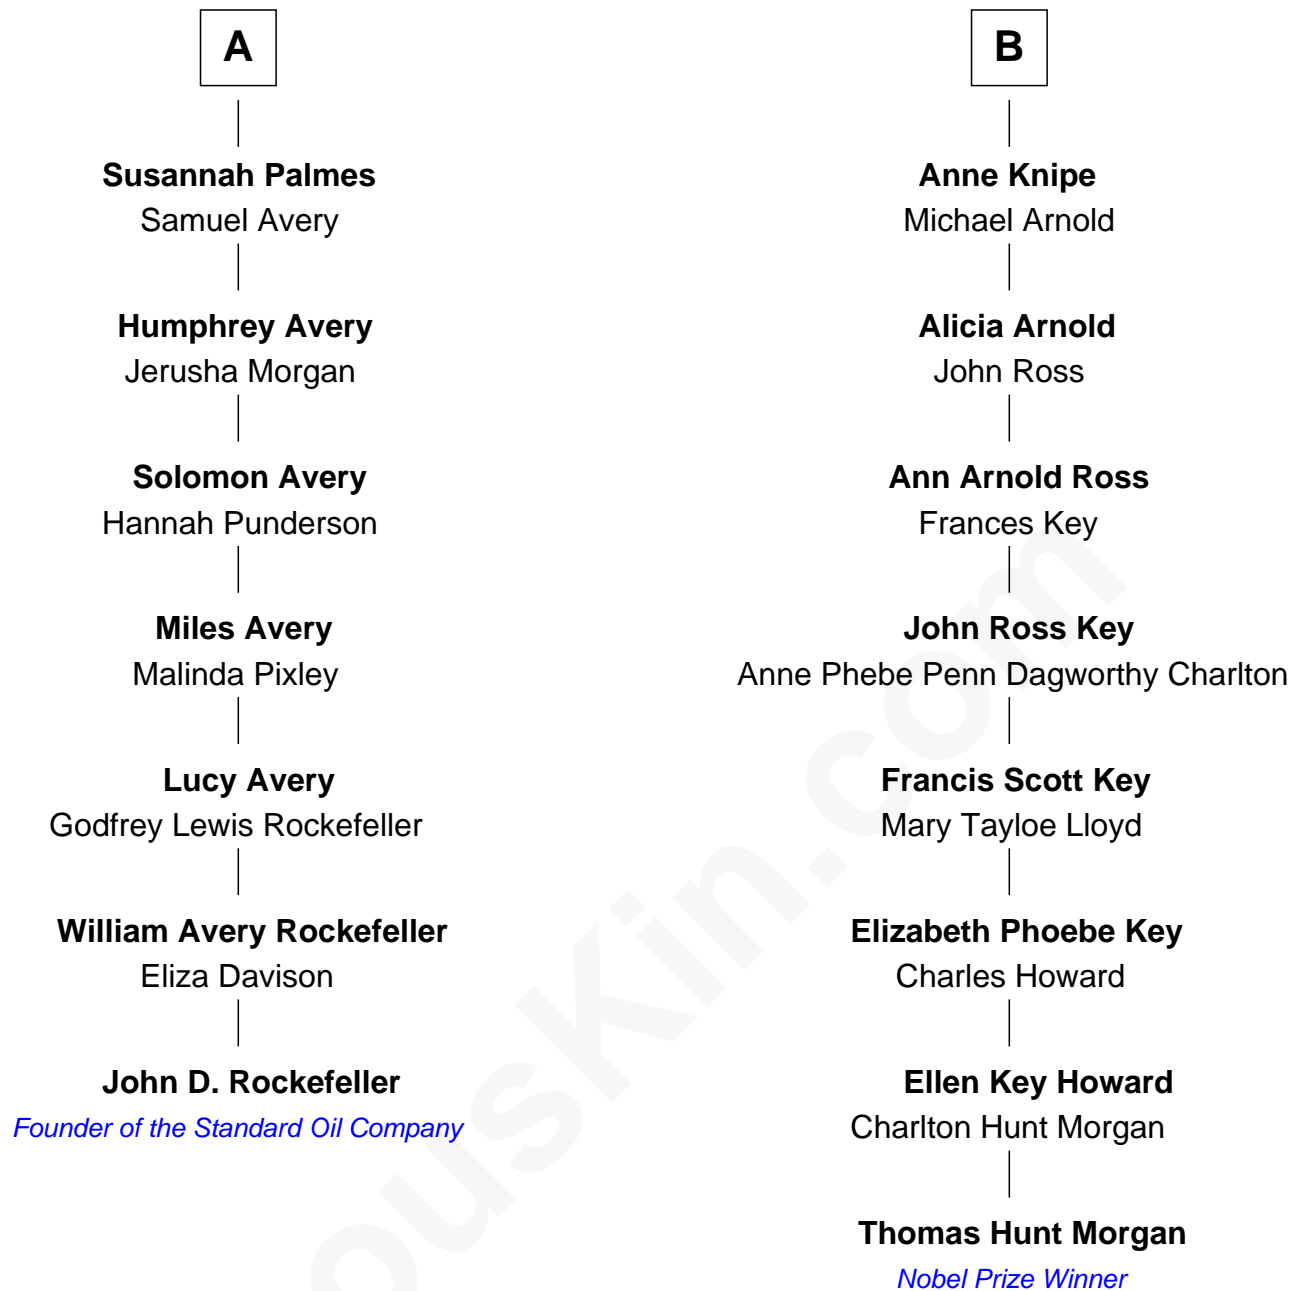 A
Susannah Palmes
Samuel Avery
Humphrey Avery
Jerusha Morgan
Solomon Avery
Hannah Punderson
Miles Avery
Malinda Pixley
Lucy Avery
Godfrey Lewis Rockefeller
William Avery Rockefeller
Eliza Davison
John D. Rockefeller
Founder of the Standard Oil Company
B
Anne Knipe
Michael Arnold
Alicia Arnold
John Ross
Ann Arnold Ross
Frances Key
John Ross Key
Anne Phebe Penn Dagworthy Charlton
Francis Scott Key
Mary Tayloe Lloyd
Elizabeth Phoebe Key
Charles Howard
Ellen Key Howard
Charlton Hunt Morgan
Thomas Hunt Morgan
Nobel Prize Winner
ousKin.com